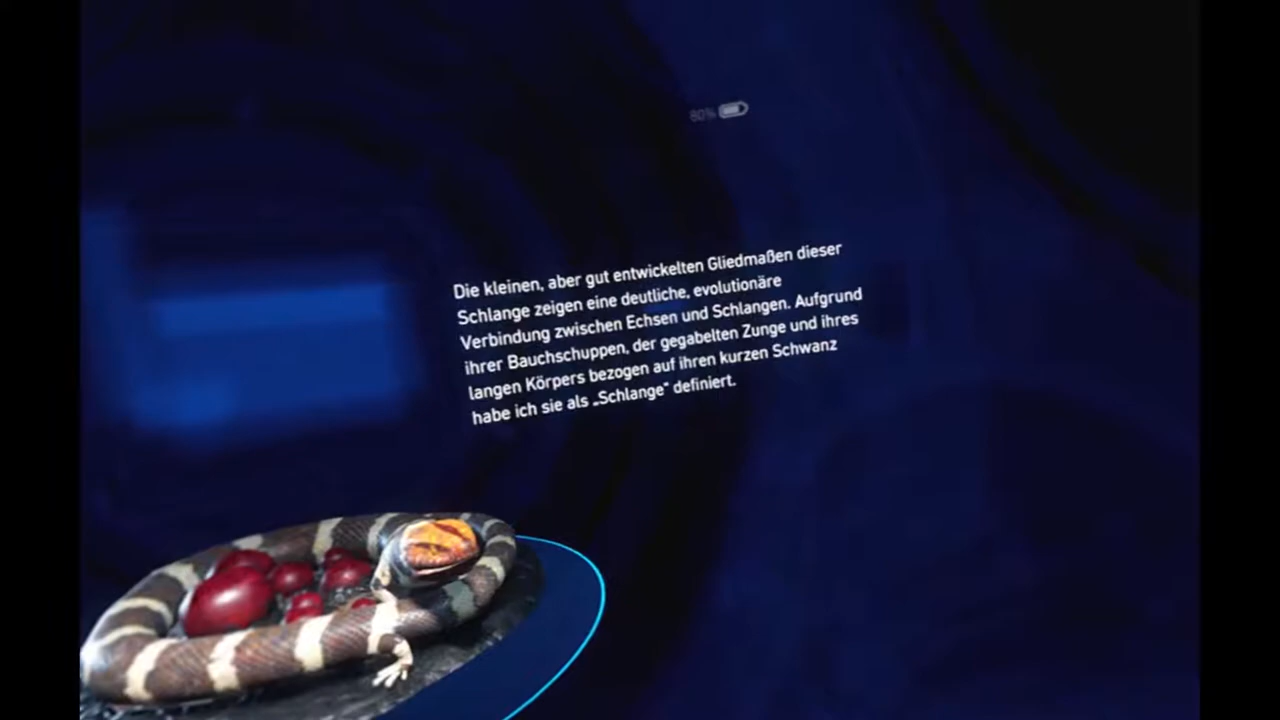 80%
Die kleinen, aber gut entwickelten Gliedmaßen dieser
Schlange zeigen eine deutliche, evolutionäre
Verbindung zwischen Echsen und Schlangen. Aufgrund
ihrer Bauchschuppen, der gegabelten Zunge und ihres
langen Körpers bezogen auf ihren kurzen Schwanz
habe ich sie als „Schlange“ definiert.